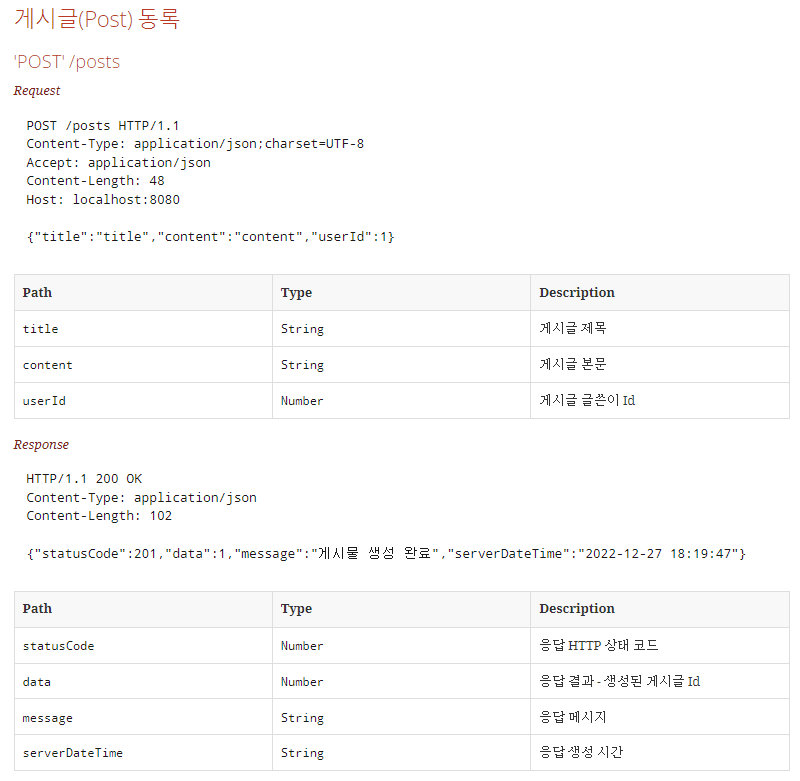 게시글(Post) 동록
'POST' /posts
Request
POST /posts HTTP/1.1
Content-Type: application/json;charset=UTF-8
Accept: application/json
Content-Length: 48
Host: localhost:8080
{"title":"title","content":"content","userId":1}
Path Type Description
title String 게시글 제목
content String 게시글 본문
userId Number 게시글 글쓴이 Id
Response
HTTP/1.1 200 OK
Content-Type: application/json
Content-Length: 102
{"statusCode":201,"data":1,"message":"게시물 생성 완료","serverDateTime":"2022-12-27 18:19:47"}
Path Type Description
statusCode Number 응답 HTTP 상태 코드
data Number 응답 결과 - 생성된 게시글 Id
message String 응답 메시지
serverDateTime String 응답 생성 시간